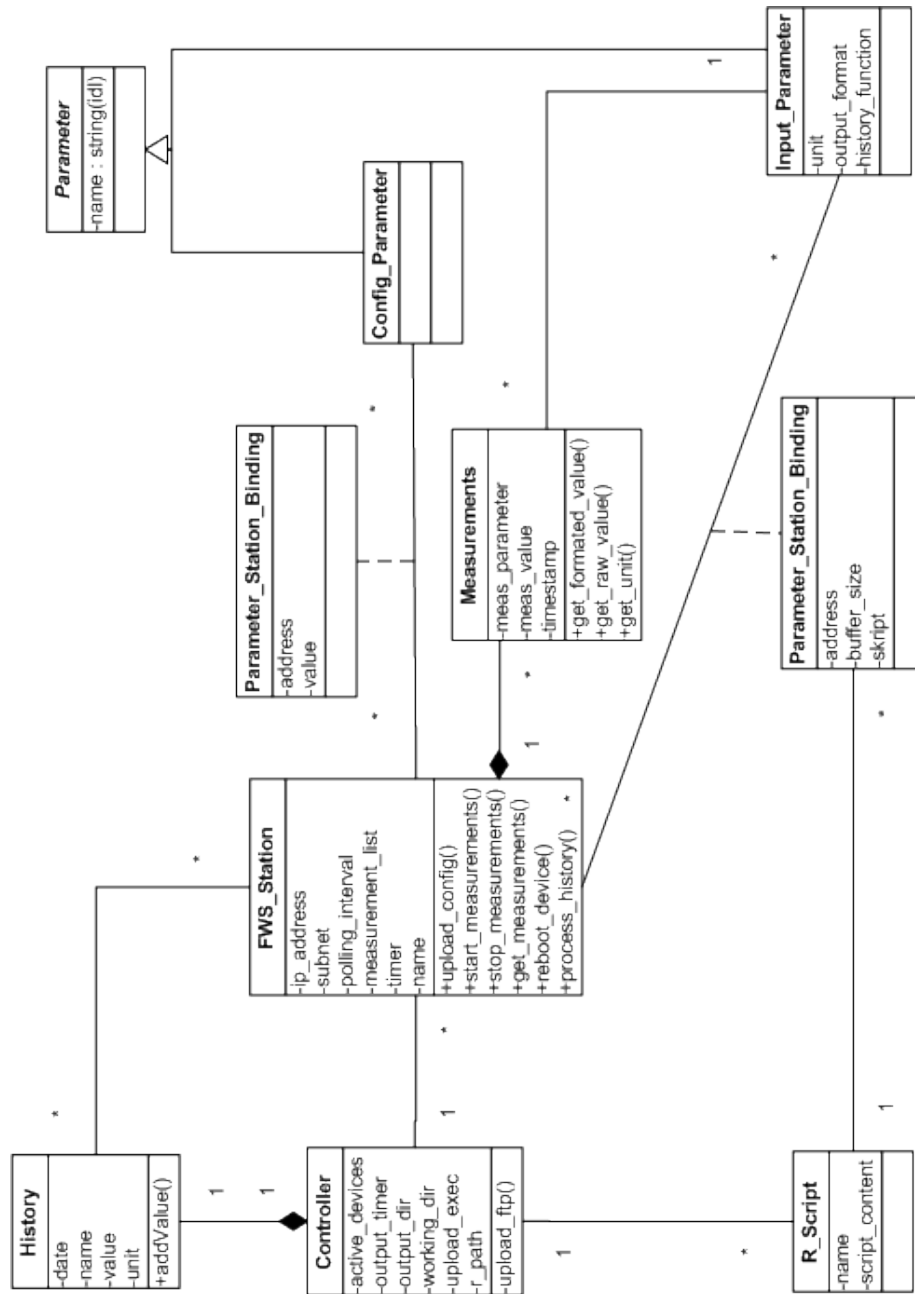 History
-date
-name
-value
-unit
+addValue()
*
*
1
1
Controller
-active_devices
-output_timer
-output_dir
-working_dir
-upload_exec
-r_path
+upload_ftp()
1
*
1
*
R_Script
-name
-script_content
1
*
FWS_Station
-ip_address
-subnet
-polling_interval
-measurement_list
-timer
-name
+upload_config()
+start_measurements()
+stop_measurements()
+get_measurements()
+reboot_device()
+process_history()
*
*
1
*
*
Parameter_Station_Binding
-address
-value
*
Measurements
-meas_parameter
-meas_value
-timestamp
+get_formated_value()
+get_raw_value()
+get_unit()
*
1
Parameter_Station_Binding
-address
-buffer_size
-skript
Parameter
-name : string(idl)
Config_Parameter
Input_Parameter
-unit
-output_format
-history_function